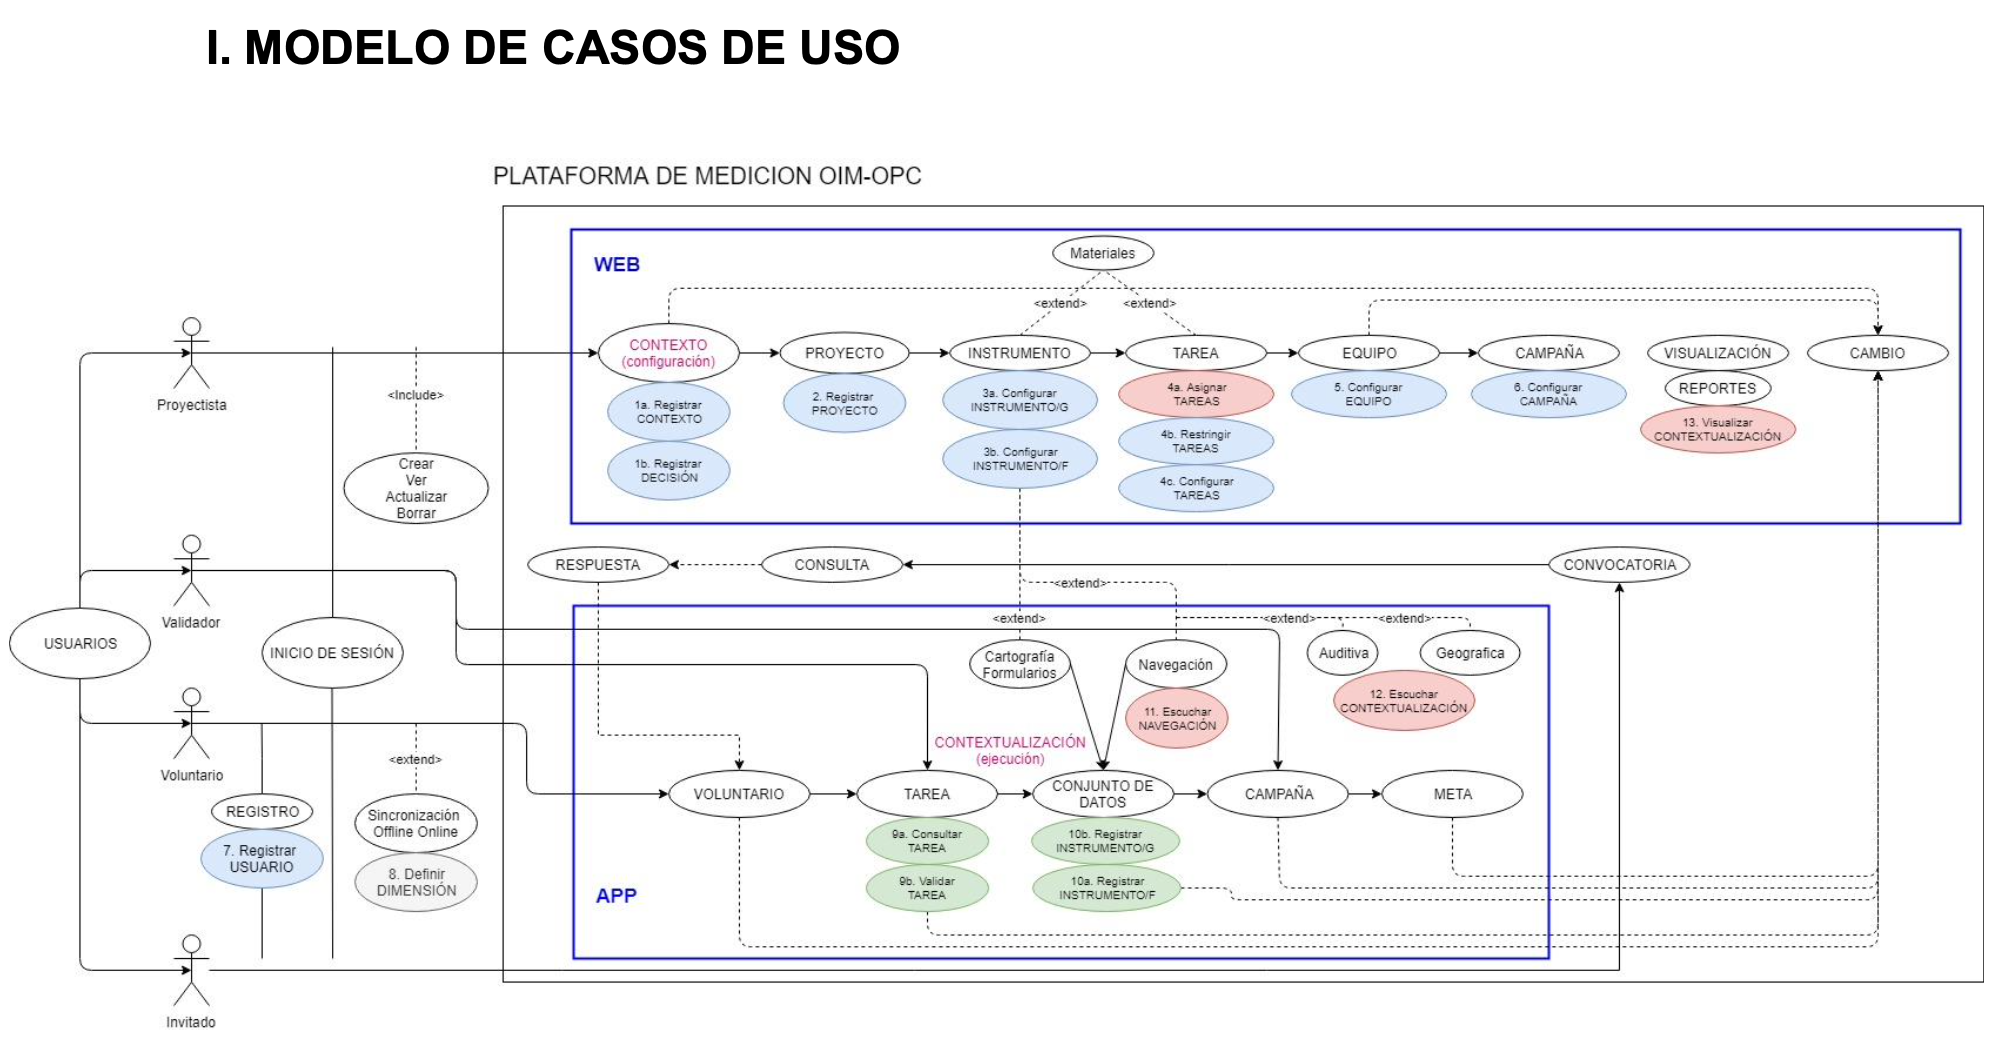 I. MODELO DE CASOS DE USO
PLATAFORMA DE MEDICION OIM-OPC
WEB
Materiales
<extend>
<extend>
CONTEXTO
(configuración)
PROYECTO
INSTRUMENTO
TAREA
EQUIPO
CAMPAÑA
VISUALIZACIÓN
CAMBIO
REPORTES
1a. Registrar
CONTEXTO
1b. Registrar
DECISIÓN
2. Registrar
PROYECTO
3a. Configurar
INSTRUMENTO/G
3b. Configurar
INSTRUMENTO/F
4a. Asignar
TAREAS
4b. Restringir
TAREAS
4c. Configurar
TAREAS
5. Configurar
EQUIPO
6. Configurar
CAMPAÑA
13. Visualizar
CONTEXTUALIZACIÓN
Proyectista
<Include>
Crear
Ver
Actualizar
Borrar
RESPUESTA
CONSULTA
CONVOCATORIA
<extend>
Validador
USUARIOS
INICIO DE SESIÓN
<extend>
<extend>
<extend>
Cartografía
Formularios
Navegación
Auditiva
Geografica
11. Escuchar
NAVEGACIÓN
12. Escuchar
CONTEXTUALIZACIÓN
CONTEXTUALIZACIÓN
(ejecución)
Voluntario
<extend>
REGISTRO
7. Registrar
USUARIO
Sincronización
Offline Online
8. Definir
DIMENSIÓN
VOLUNTARIO
TAREA
CONJUNTO DE
DATOS
CAMPAÑA
META
9a. Consultar
TAREA
9b. Validar
TAREA
10b. Registrar
INSTRUMENTO/G
10a. Registrar
INSTRUMENTO/F
APP
Invitado